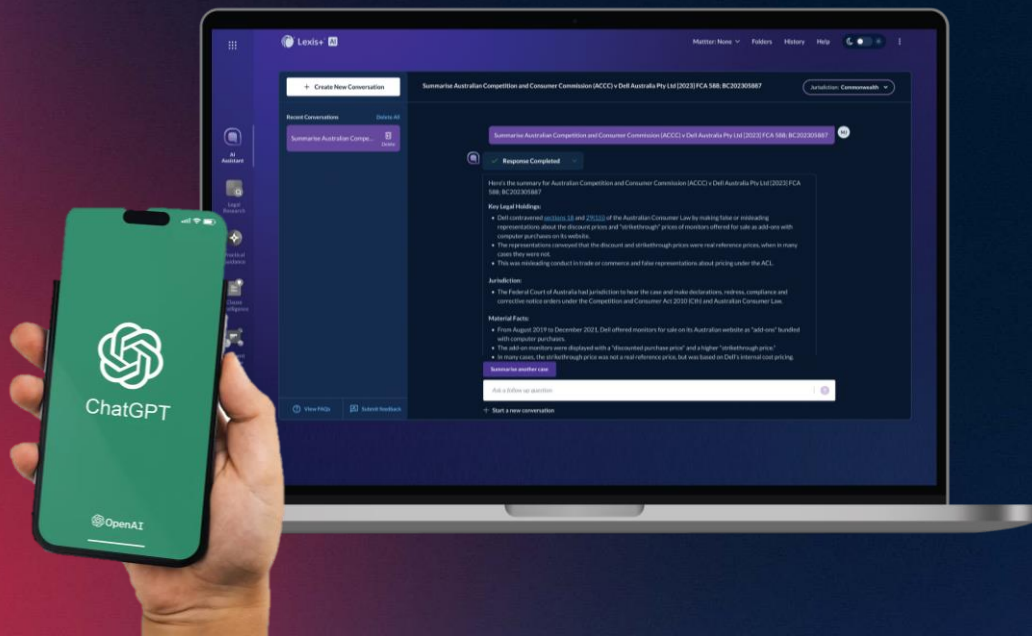 Lexis+ AI
Matter: None
Folders
History
Help
+ Create New Conversation
Summarise Australian Competition and Consumer Commission (ACCC) v Dell Australia Pty Ltd [2023] FCA 588; BC202305887
Jurisdiction: Commonwealth
Recent Conversations
Delete All
Summarise Australian Compe...
Delete
Summarise Australian Competition and Consumer Commission (ACCC) v Dell Australia Pty Ltd [2023] FCA 588; BC202305887
AI
Assistant
Legal
Research
Response Completed
Here's the summary for Australian Competition and Consumer Commission (ACCC) v Dell Australia Pty Ltd [2023] FCA
588; BC202305887
Key Legal Holdings:
• Dell contravened sections 18 and 29(1)(i) of the Australian Consumer Law by making false or misleading
representations about the discount prices and "strikethrough" prices of monitors offered for sale as add-ons with
computer purchases on its website.
• The representations conveyed that the discount and strikethrough prices were real reference prices, when in many
cases they were not.
• This was misleading conduct in trade or commerce and false representations about pricing under the ACL.
Jurisdiction:
• The Federal Court of Australia had jurisdiction to hear the case and make declarations, redress, compliance and
corrective notice orders under the Competition and Consumer Act 2010 (Cth) and Australian Consumer Law.
Material Facts:
• From August 2019 to December 2021, Dell offered monitors for sale on its Australian website as "add-ons" bundled
with computer purchases.
• The add-on monitors were displayed with a "discounted purchase price" and a higher "strikethrough price."
• In many cases, the strikethrough price was not a real reference price, but was based on Dell's internal cost pricing.
Summarise another case
Ask a follow up question
+ Start a new conversation
View FAQs
Submit feedback
ChatGPT
OpenAI